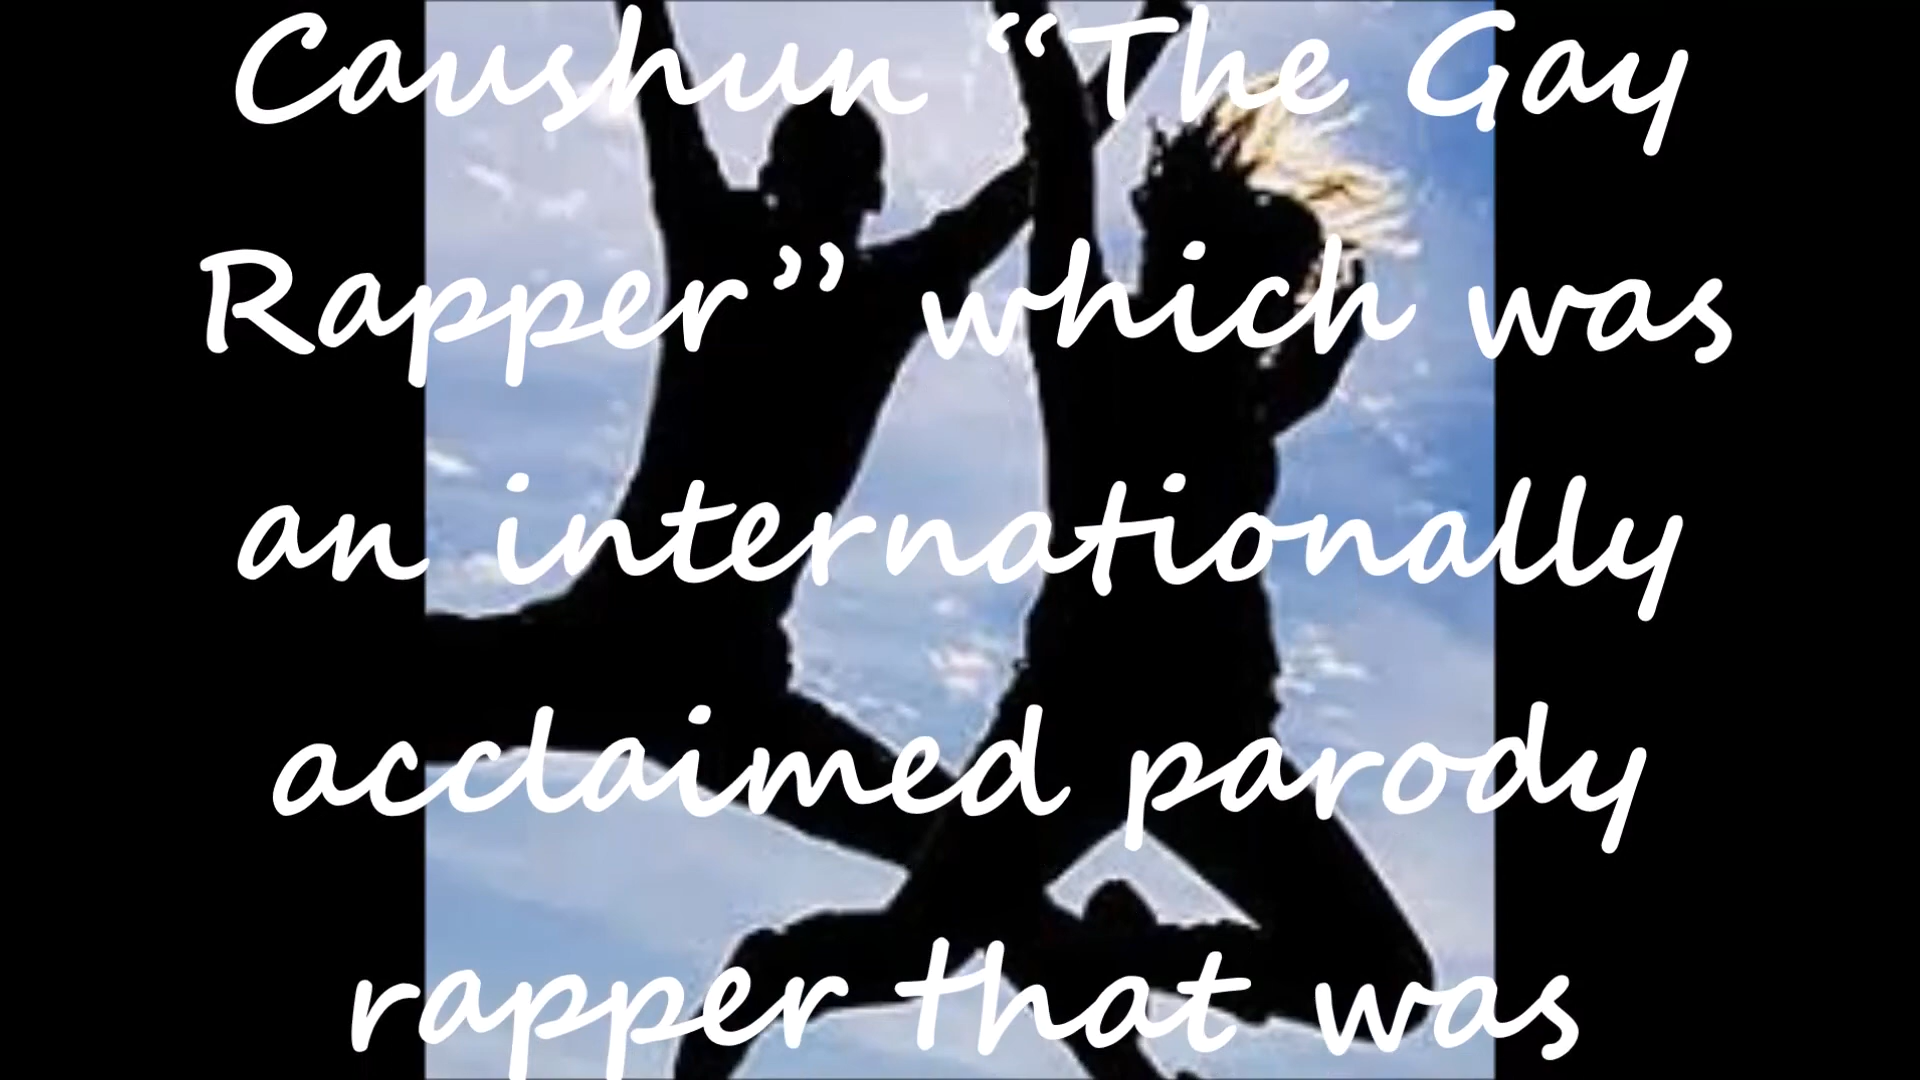 Caushun “The Gay
Rapper” which was
an internationally
acclaimed parody
rapper that was